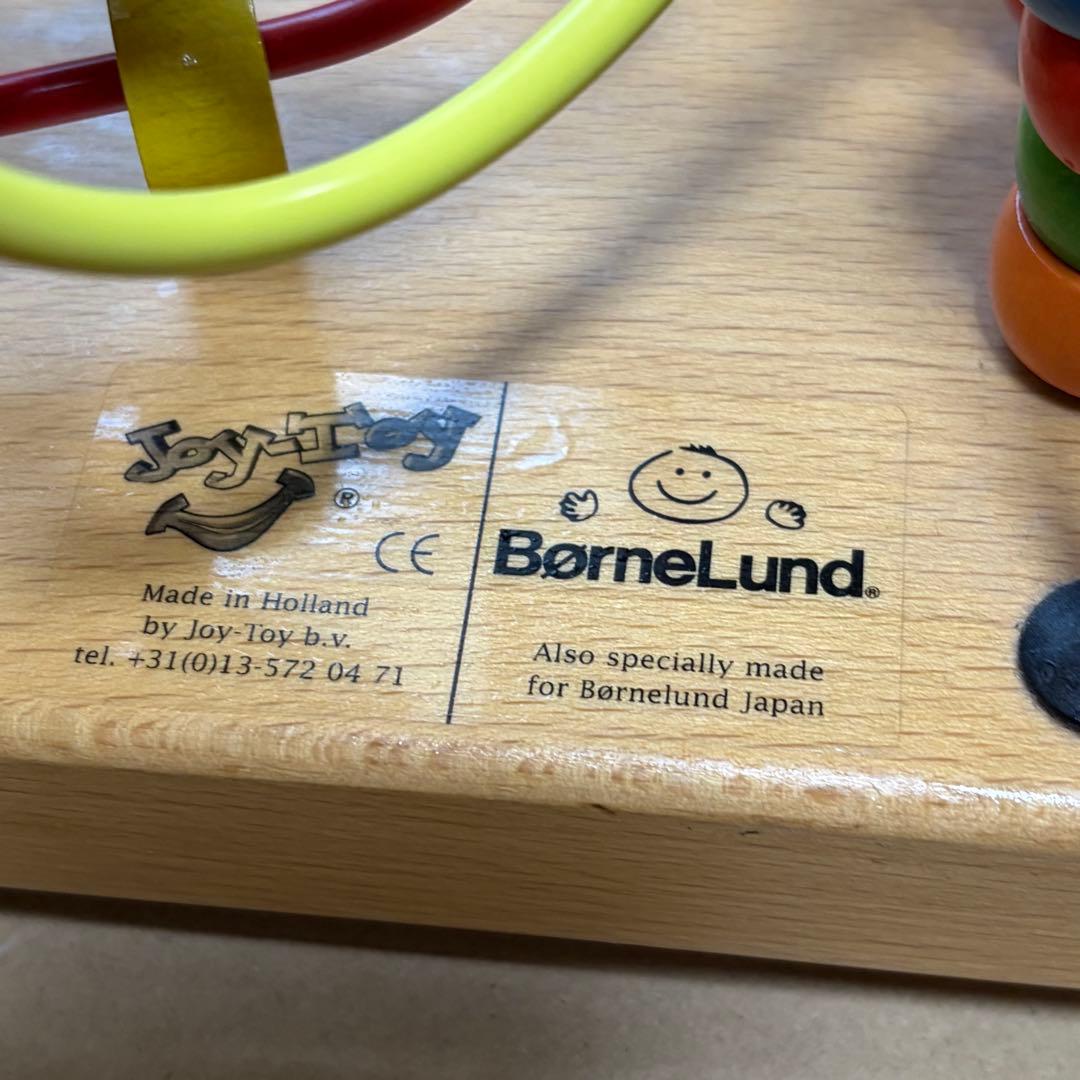 Joy-Toy
®
CE
Made in Holland
by Joy-Toy b.v.
tel. +31(0)13-572 04 71
BørneLund®
Also specially made
for Børnelund Japan